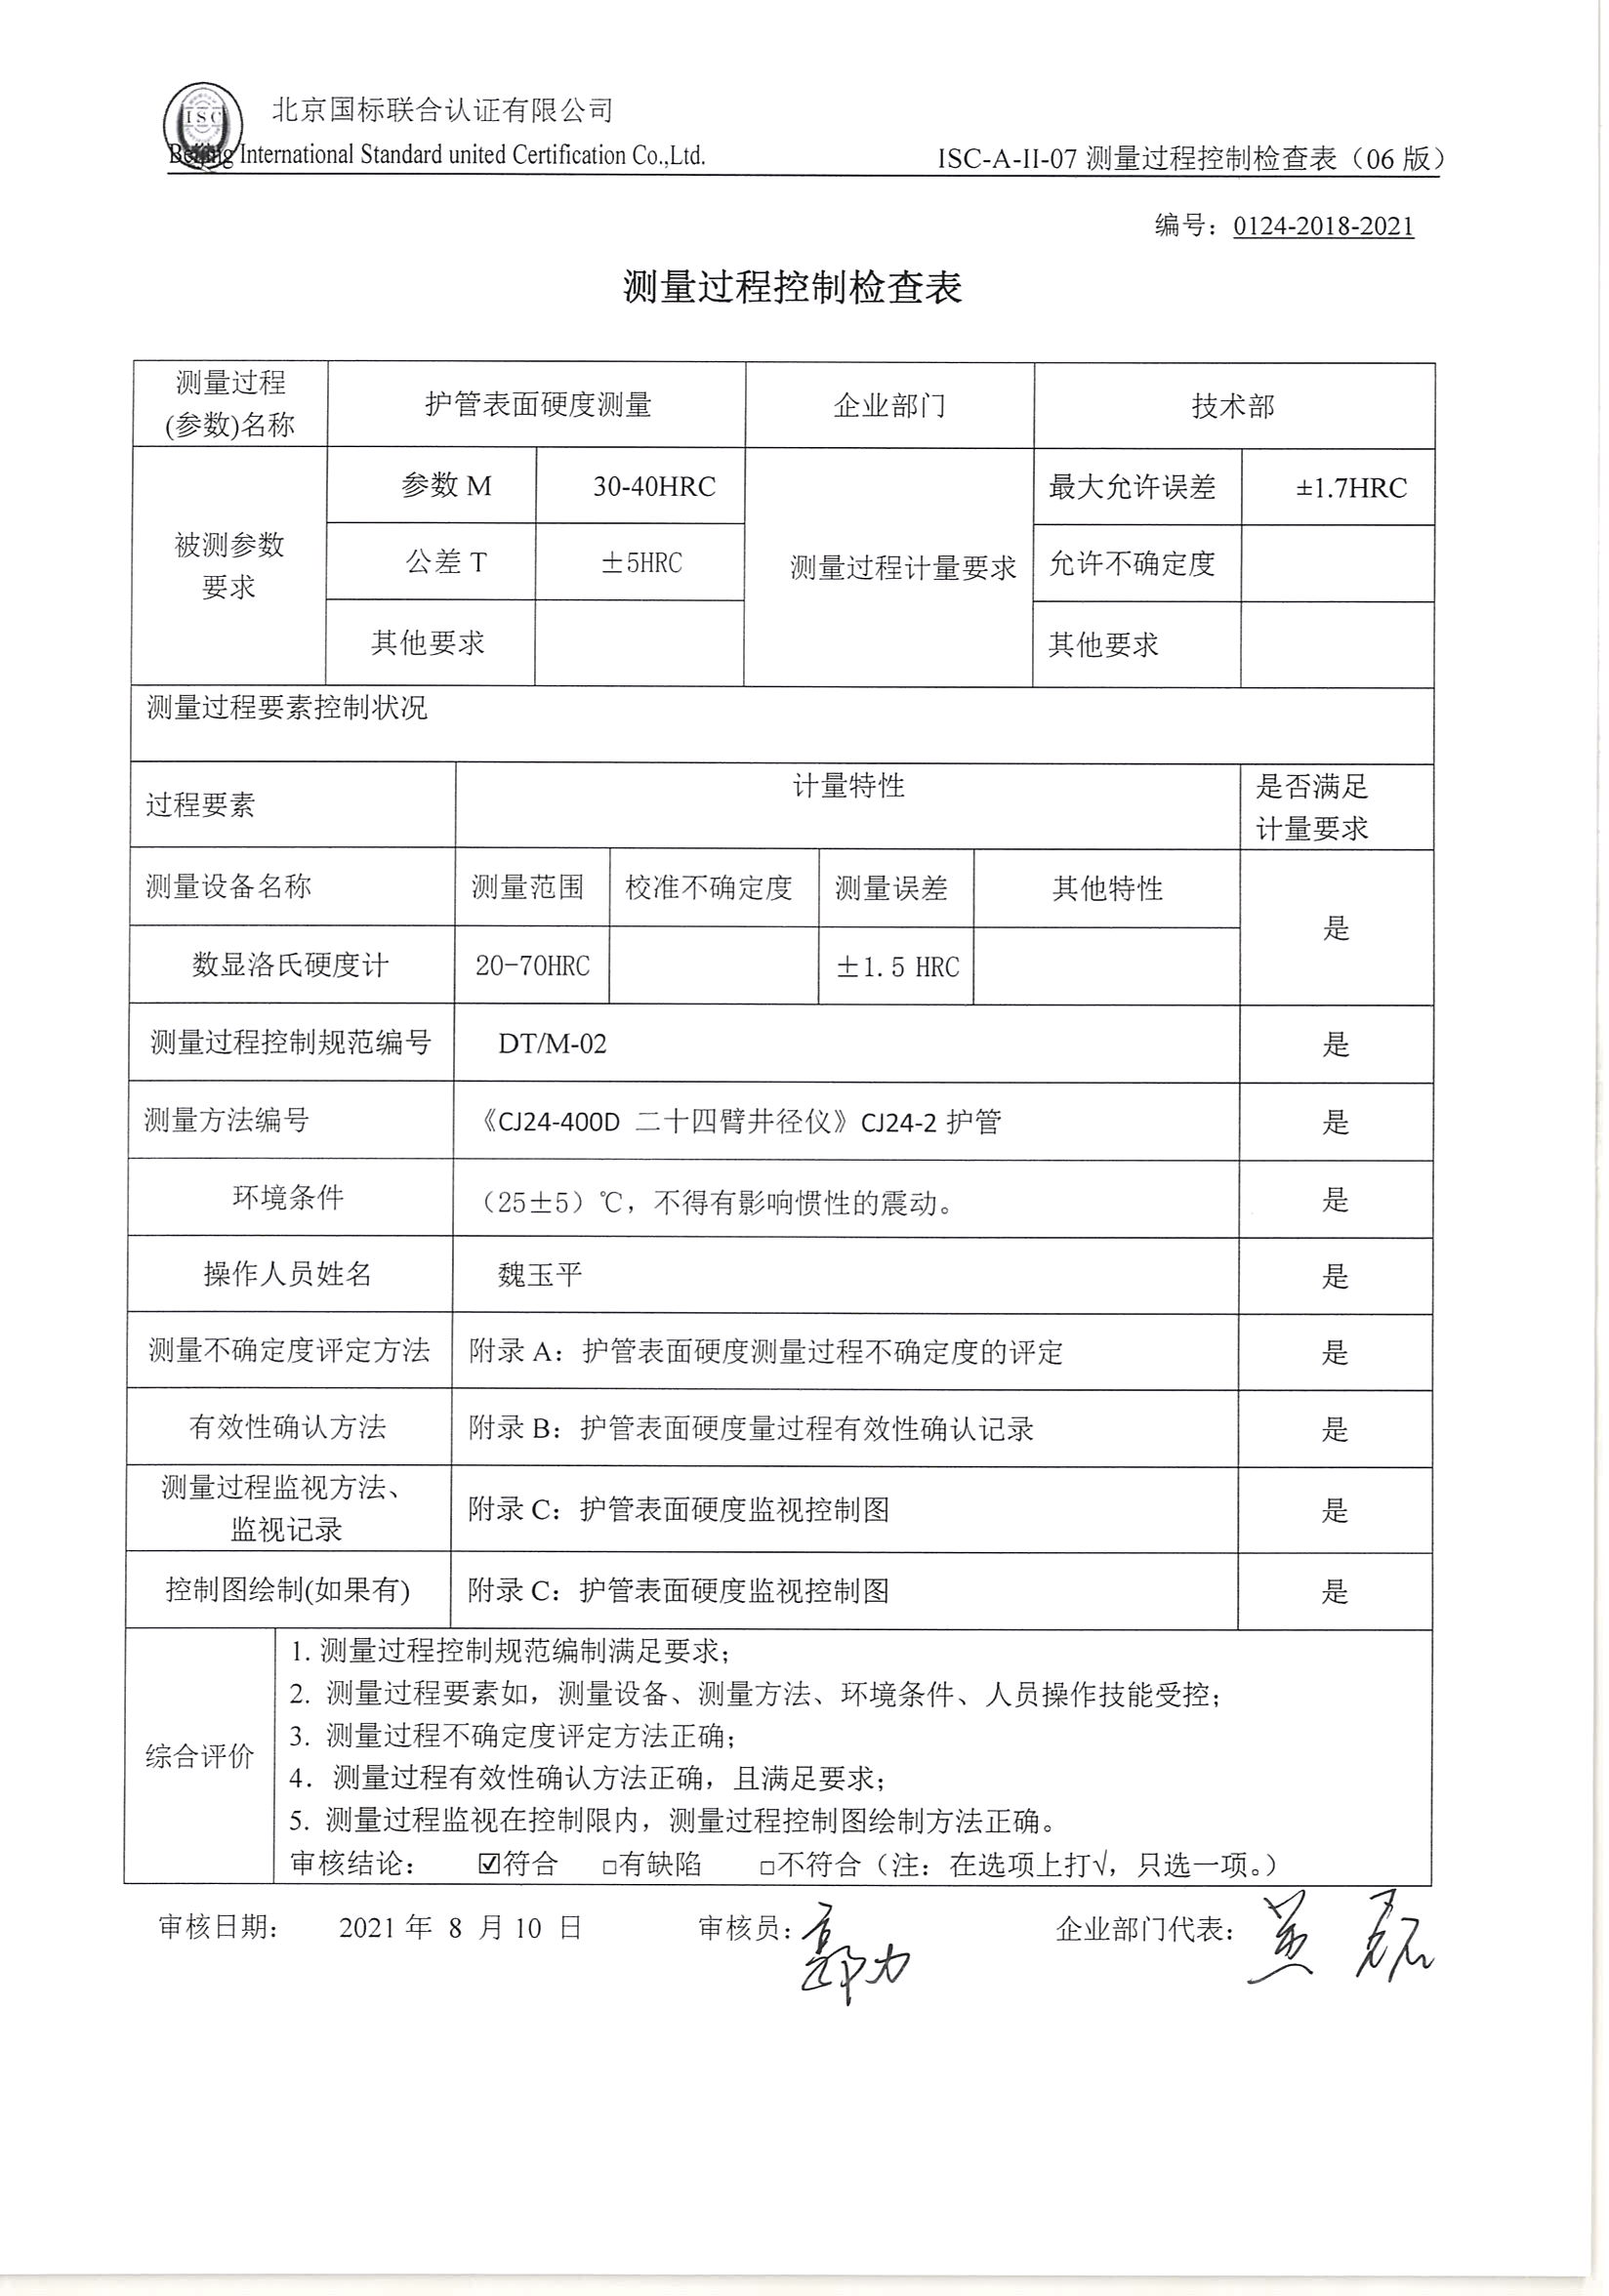 ISC
北京国标联合认证有限公司
Beijing International Standard united Certification Co.,Ltd.
ISC-A-II-07 测量过程控制检查表（06 版）
编号：0124-2018-2021
测量过程控制检查表
测量过程
(参数)名称
护管表面硬度测量
企业部门
技术部
被测参数
要求
参数 M
30-40HRC
测量过程计量要求
最大允许误差
±1.7HRC
公差 T
±5HRC
允许不确定度
其他要求
其他要求
测量过程要素控制状况
过程要素
计量特性
是否满足
计量要求
测量设备名称
测量范围
校准不确定度
测量误差
其他特性
是
数显洛氏硬度计
20-70HRC
±1.5 HRC
测量过程控制规范编号
DT/M-02
是
测量方法编号
《CJ24-400D 二十四臂井径仪》CJ24-2 护管
是
环境条件
（25±5）℃，不得有影响惯性的震动。
是
操作人员姓名
魏玉平
是
测量不确定度评定方法
附录 A：护管表面硬度测量过程不确定度的评定
是
有效性确认方法
附录 B：护管表面硬度量过程有效性确认记录
是
测量过程监视方法、
监视记录
附录 C：护管表面硬度监视控制图
是
控制图绘制(如果有)
附录 C：护管表面硬度监视控制图
是
综合评价
1. 测量过程控制规范编制满足要求；
2. 测量过程要素如，测量设备、测量方法、环境条件、人员操作技能受控；
3. 测量过程不确定度评定方法正确；
4. 测量过程有效性确认方法正确，且满足要求；
5. 测量过程监视在控制限内，测量过程控制图绘制方法正确。
审核结论： ☑符合 □有缺陷 □不符合（注：在选项上打√，只选一项。）
审核日期： 2021 年 8 月 10 日 审核员：郭力 企业部门代表：